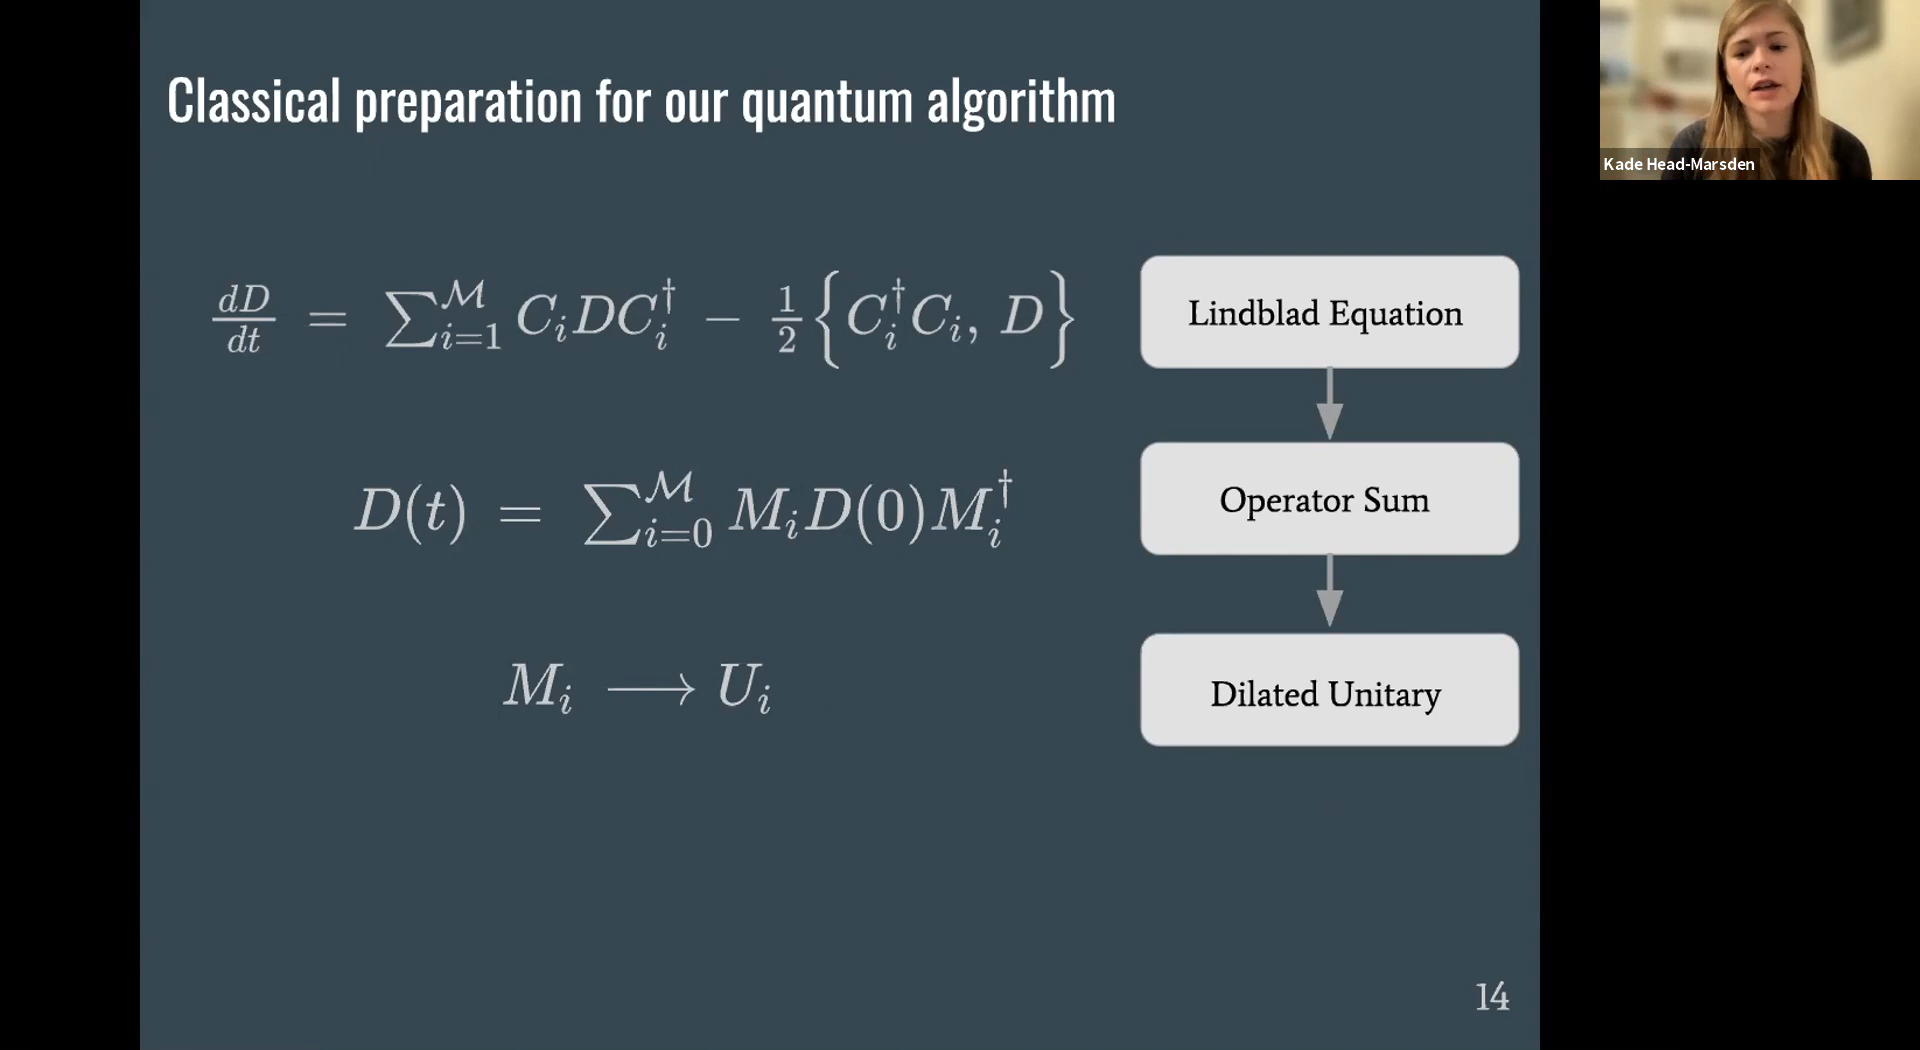 Classical preparation for our quantum algorithm
Kade Head-Marsden
dD/dt = ∑_{i=1}^{ℳ} C_i D C_i^† − 1/2 {C_i^† C_i, D}
Lindblad Equation
D(t) = ∑_{i=0}^{ℳ} M_i D(0) M_i^†
Operator Sum
M_i ⟶ U_i
Dilated Unitary
14